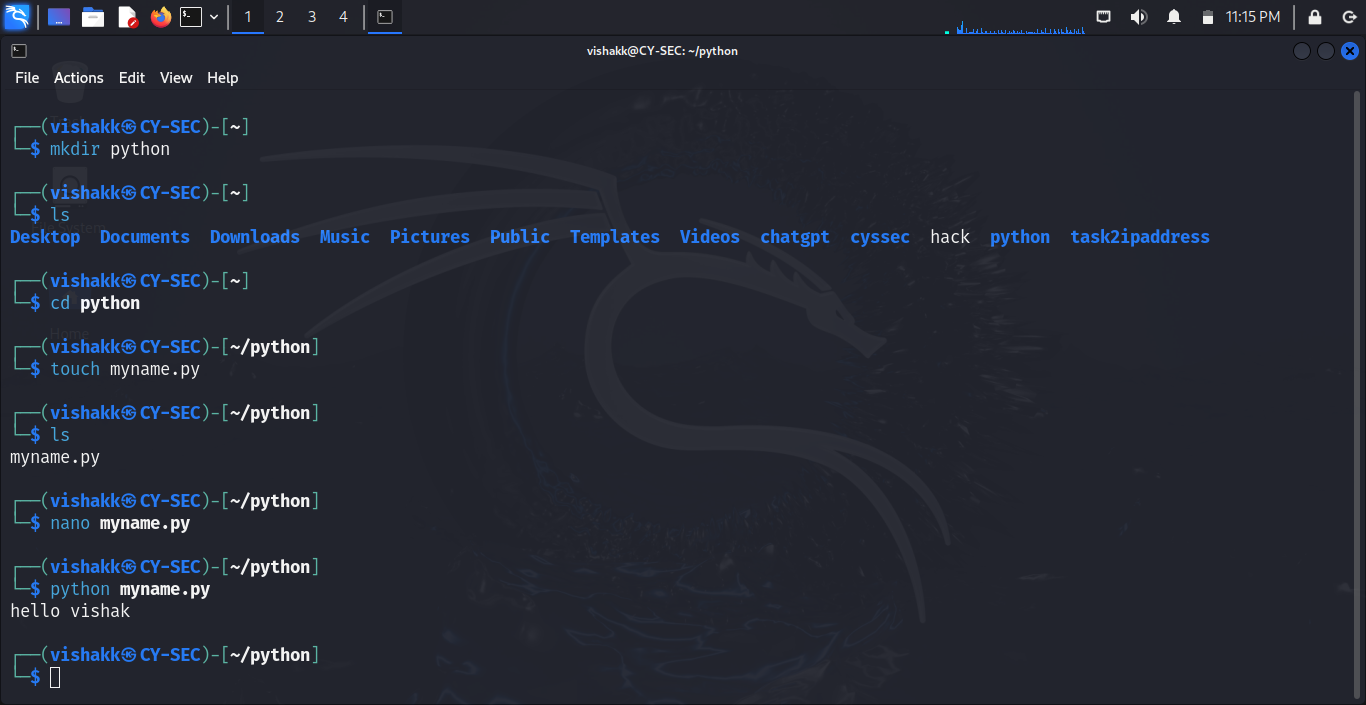 1 2 3 4 11:15 PM
vishakk@CY-SEC: ~/python
File Actions Edit View Help
┌──(vishakk㉿CY-SEC)-[~]
└─$ mkdir python
┌──(vishakk㉿CY-SEC)-[~]
└─$ ls
Desktop Documents Downloads Music Pictures Public Templates Videos chatgpt cyssec hack python task2ipaddress
┌──(vishakk㉿CY-SEC)-[~]
└─$ cd python
Home
┌──(vishakk㉿CY-SEC)-[~/python]
└─$ touch myname.py
┌──(vishakk㉿CY-SEC)-[~/python]
└─$ ls
myname.py
┌──(vishakk㉿CY-SEC)-[~/python]
└─$ nano myname.py
┌──(vishakk㉿CY-SEC)-[~/python]
└─$ python myname.py
hello vishak
┌──(vishakk㉿CY-SEC)-[~/python]
└─$